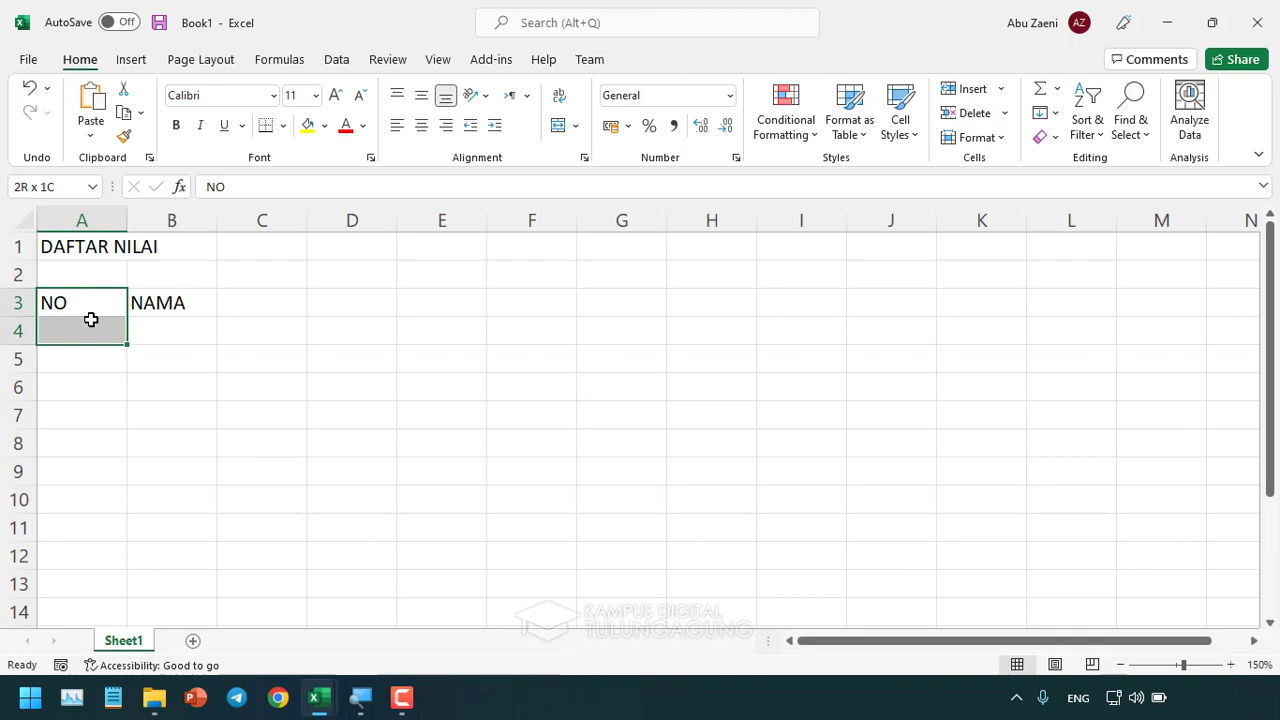 AutoSave Off Book1 - Excel Search (Alt+Q) Abu Zaeni AZ
File Home Insert Page Layout Formulas Data Review View Add-ins Help Team Comments Share
Paste Calibri 11 General Conditional Formatting Format as Table Cell Styles Insert Delete Format Sort & Filter Find & Select Analyze Data
Undo Clipboard Font Alignment Number Styles Cells Editing Analysis
2R x 1C NO
A B C D E F G H I J K L M N
1 DAFTAR NILAI
2
3 NO NAMA
4
5
6
7
8
9
10
11
12
13
14
KAMPUS DIGITAL
TULUNGAGUNG
Sheet1
Ready Accessibility: Good to go 150%
ENG